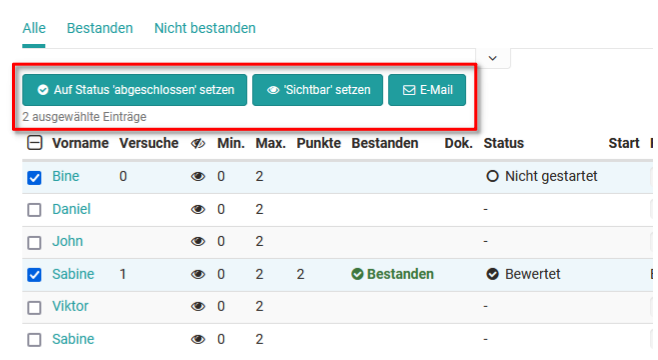 Alle Bestanden Nicht bestanden
Auf Status 'abgeschlossen' setzen 'Sichtbar' setzen E-Mail
2 ausgewählte Einträge
Vorname Versuche Min. Max. Punkte Bestanden Dok. Status Start
Bine 0 0 2 Nicht gestartet
Daniel 0 2 -
John 0 2 -
Sabine 1 0 2 2 Bestanden Bewertet
Viktor 0 2 -
Sabine 0 2 -